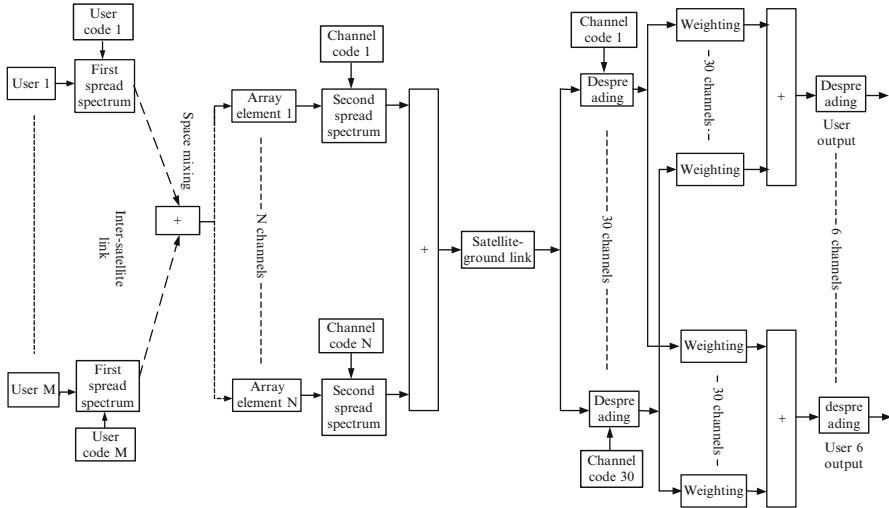 User
code 1
User 1
First
spread
spectrum
Space mixing
Inter-satellite
link
+
User M
First
spread
spectrum
User
code M
Channel
code 1
Array
element 1
Second
spread
spectrum
N channels
Channel
code N
Array
element N
Second
spread
spectrum
+
Satellite-
ground link
Channel
code 1
Despre
ading
30 channels
Despre
ading
Channel
code 30
Weighting
30 channels
Weighting
+
Despre
ading
User
output
6 channels
Weighting
30 channels
Weighting
+
despre
ading
User 6
output